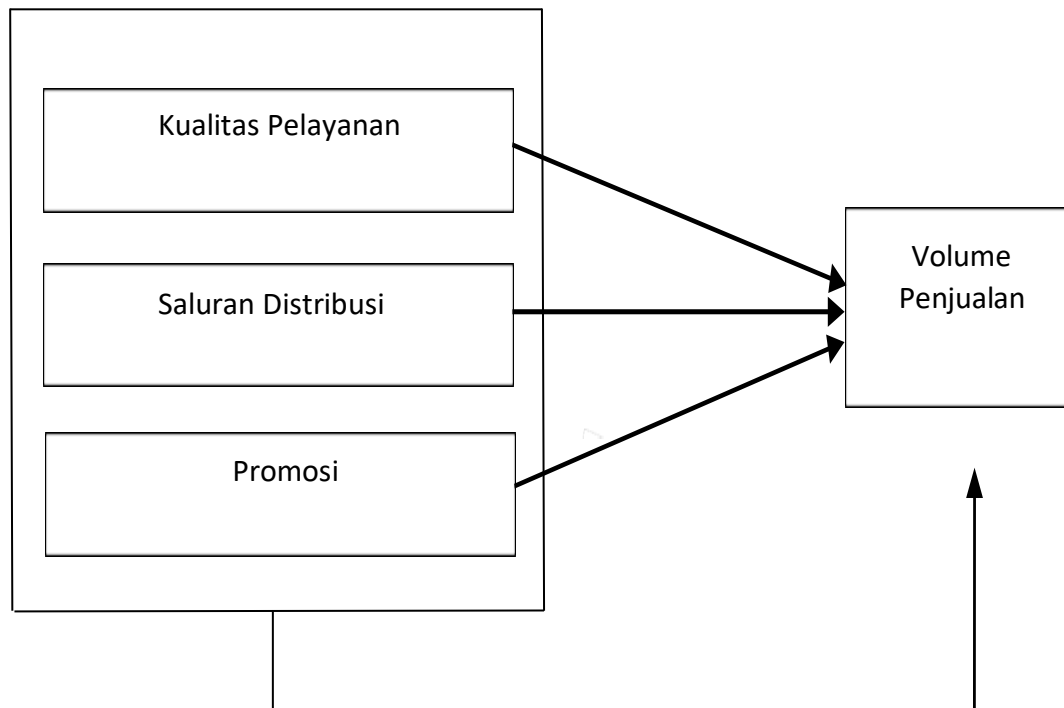 Kualitas Pelayanan
Saluran Distribusi
Promosi
Volume
Penjualan